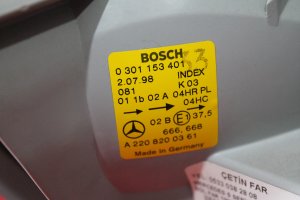 BOSCH
0 301 153 401
2.07.98 INDEX
081 K 03
01 1b 02 A 04HR PL
04HC
02 B E1 37,5
666, 668
A 220 820 03 61
Made in Germany
ÇETİN FAR